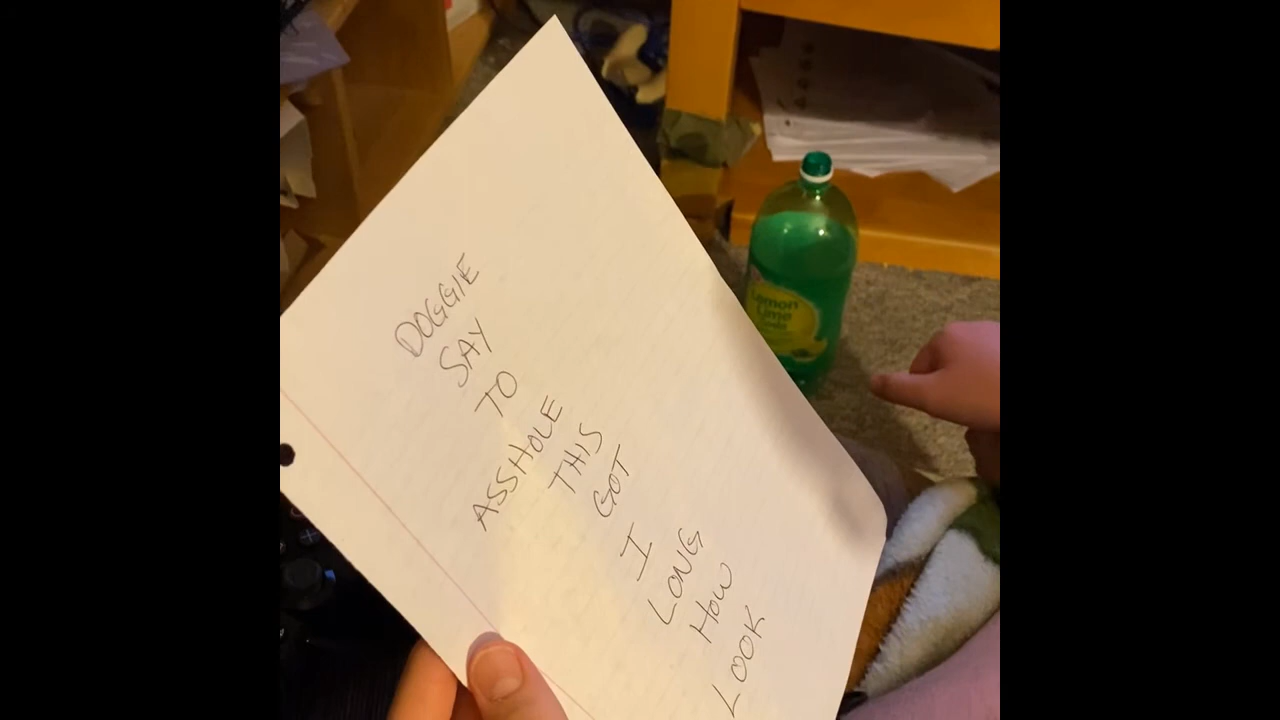 DOGGIE
SAY
TO
ASSHOLE
THIS
GOT
I
LONG
HOW
LOOK
Lemon
Lime